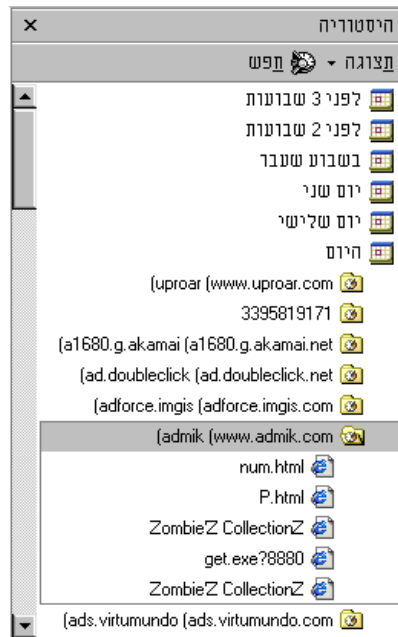 היסטוריה
תצוגה חפש
לפני 3 שבועות
לפני 2 שבועות
בשבוע שעבר
יום שני
יום שלישי
היום
(uproar (www.uproar.com
3395819171
(a1680.g.akamai (a1680.g.akamai.net
(ad.doubleclick (ad.doubleclick.net
(adforce.imgis (adforce.imgis.com
(admik (www.admik.com
num.html
P.html
Zombie'Z CollectionZ
get.exe?8880
Zombie'Z CollectionZ
(ads.virtumundo (ads.virtumundo.com